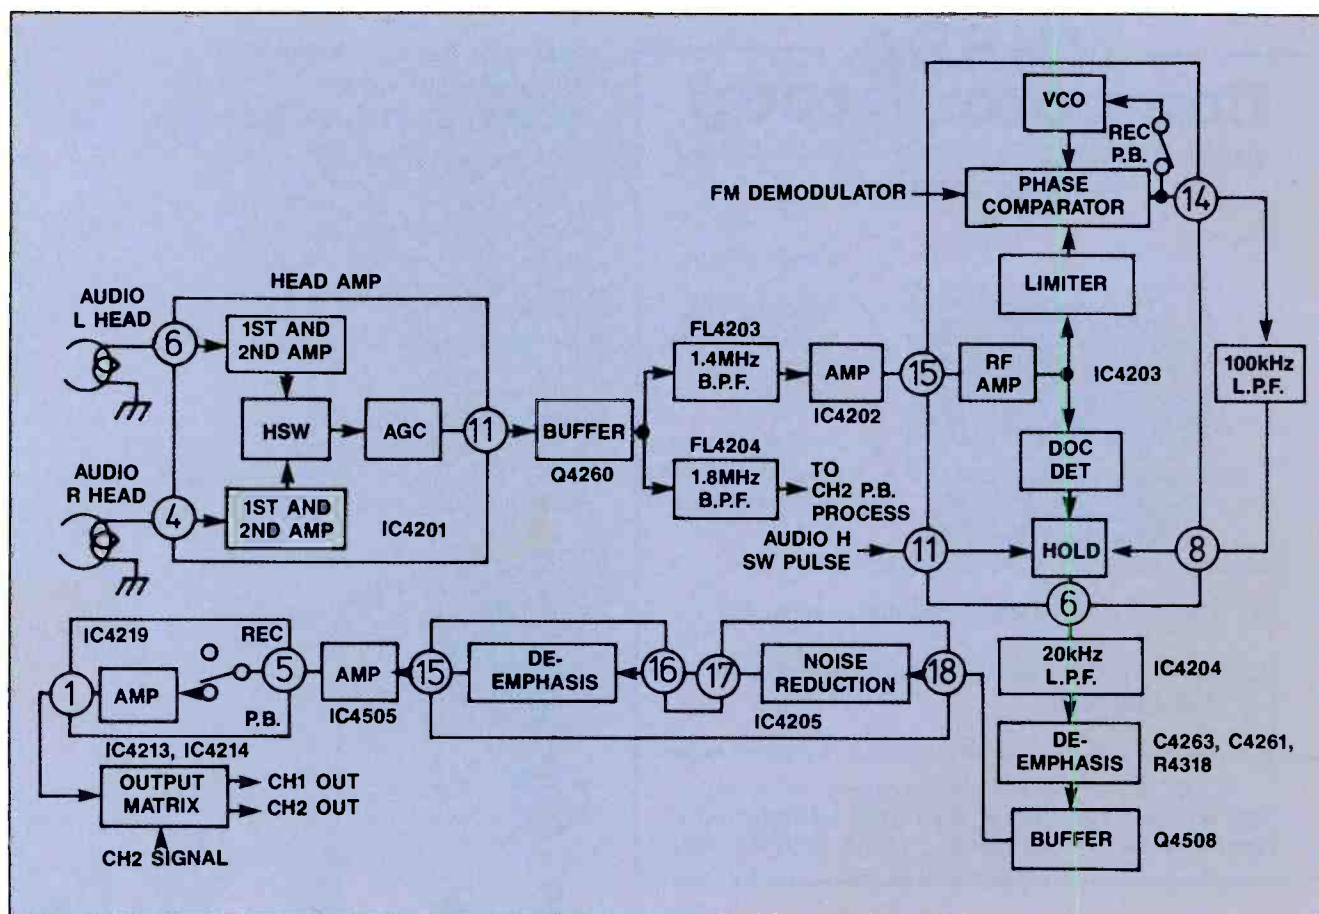 VCO
REC
P.B.
FM DEMODULATOR
PHASE
COMPARATOR
14
HEAD AMP
LIMITER
AUDIO
L HEAD
6
1ST AND
2ND AMP
FL4203
1.4MHz
B.P.F.
AMP
IC4202
15
RF
AMP
IC4203
100kHz
L.P.F.
HSW
AGC
11
BUFFER
Q4260
FL4204
1.8MHz
B.P.F.
TO
CH2 P.B.
PROCESS
DOC
DET
AUDIO
R HEAD
4
1ST AND
2ND AMP
IC4201
AUDIO H
SW PULSE
11
HOLD
8
6
IC4219
REC
1
AMP
P.B.
5
AMP
IC4505
15
DE-
EMPHASIS
16
17
NOISE
REDUCTION
18
IC4205
20kHz
L.P.F.
IC4204
IC4213, IC4214
OUTPUT
MATRIX
CH1 OUT
CH2 OUT
CH2 SIGNAL
DE-
EMPHASIS
C4263, C4261,
R4318
BUFFER
Q4508